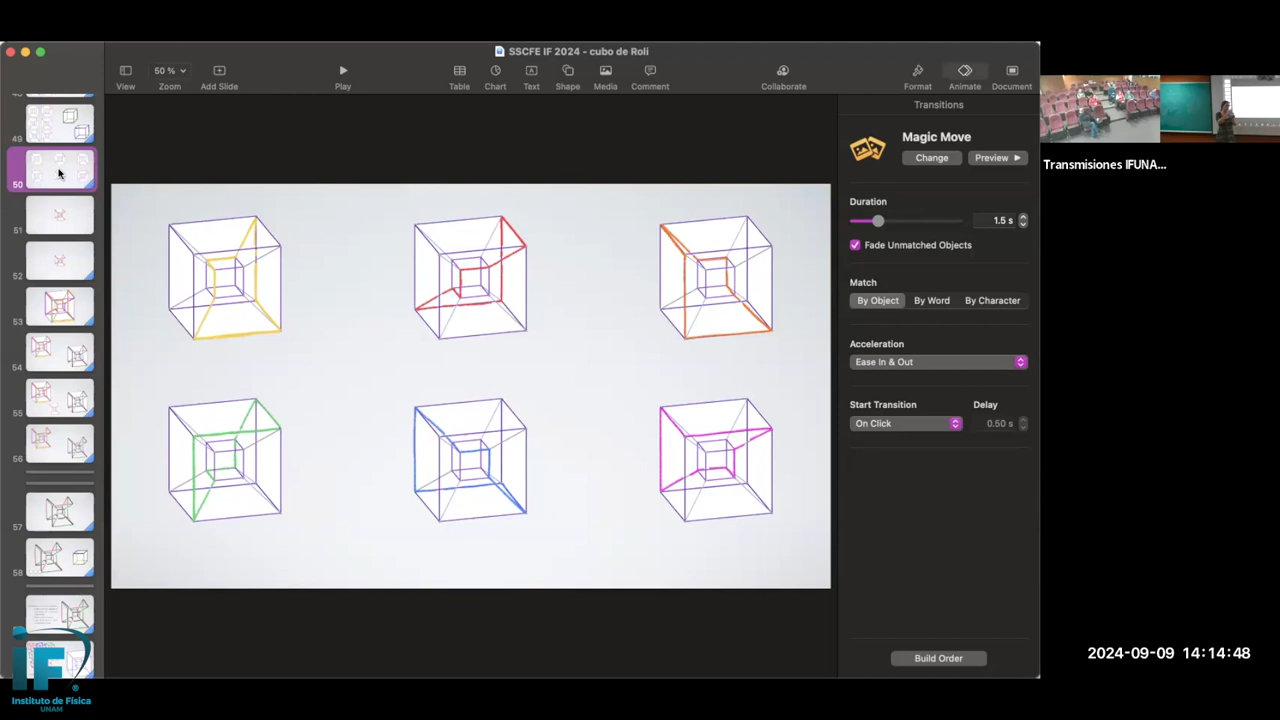 SSCFE IF 2024 - cubo de Roli
50 %
View
Zoom
Add Slide
Play
Table
Chart
Text
Shape
Media
Comment
Collaborate
Format
Animate
Document
Transitions
Magic Move
Change
Preview
Duration
1.5 s
Fade Unmatched Objects
Match
By Object
By Word
By Character
Acceleration
Ease In & Out
Start Transition
Delay
On Click
0.50 s
Build Order
49
50
51
52
53
54
55
56
57
58
Transmisiones IFUNA...
2024-09-09 14:14:48
IF
®
Instituto de Física
UNAM